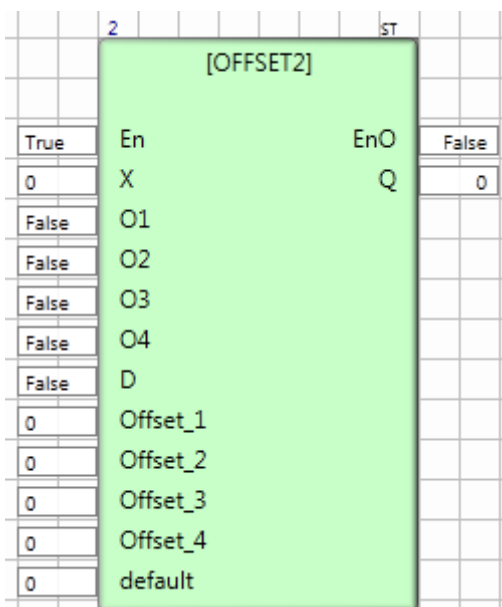 2 ST
[OFFSET2]
True En EnO False
0 X Q 0
False O1
False O2
False O3
False O4
False D
0 Offset_1
0 Offset_2
0 Offset_3
0 Offset_4
0 default